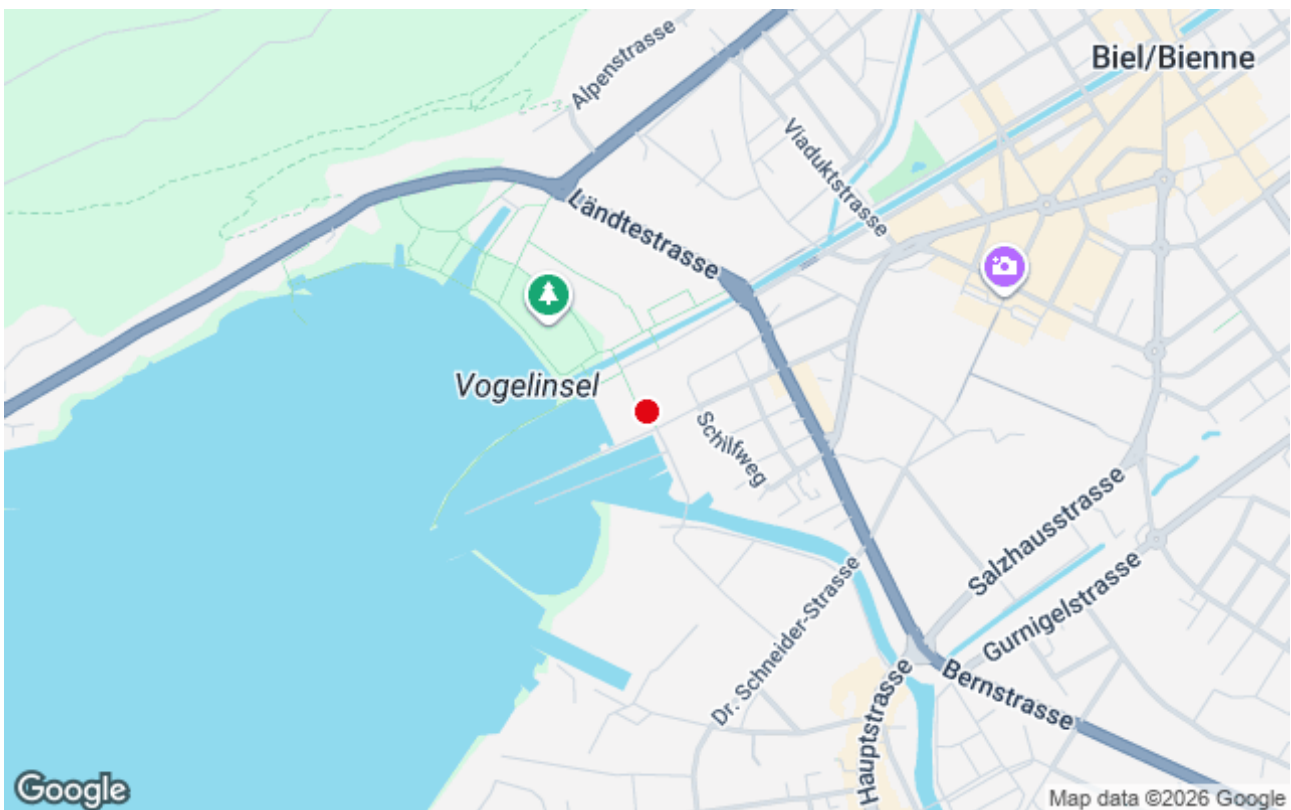 Alpenstrasse
Biel/Bienne
Viaduktstrasse
Ländtestrasse
Vogelinsel
Schilfweg
Salzhausstrasse
Gurnigelstrasse
Dr. Schneider-Strasse
Hauptstrasse
Bernstrasse
Google
Map data ©2026 Google